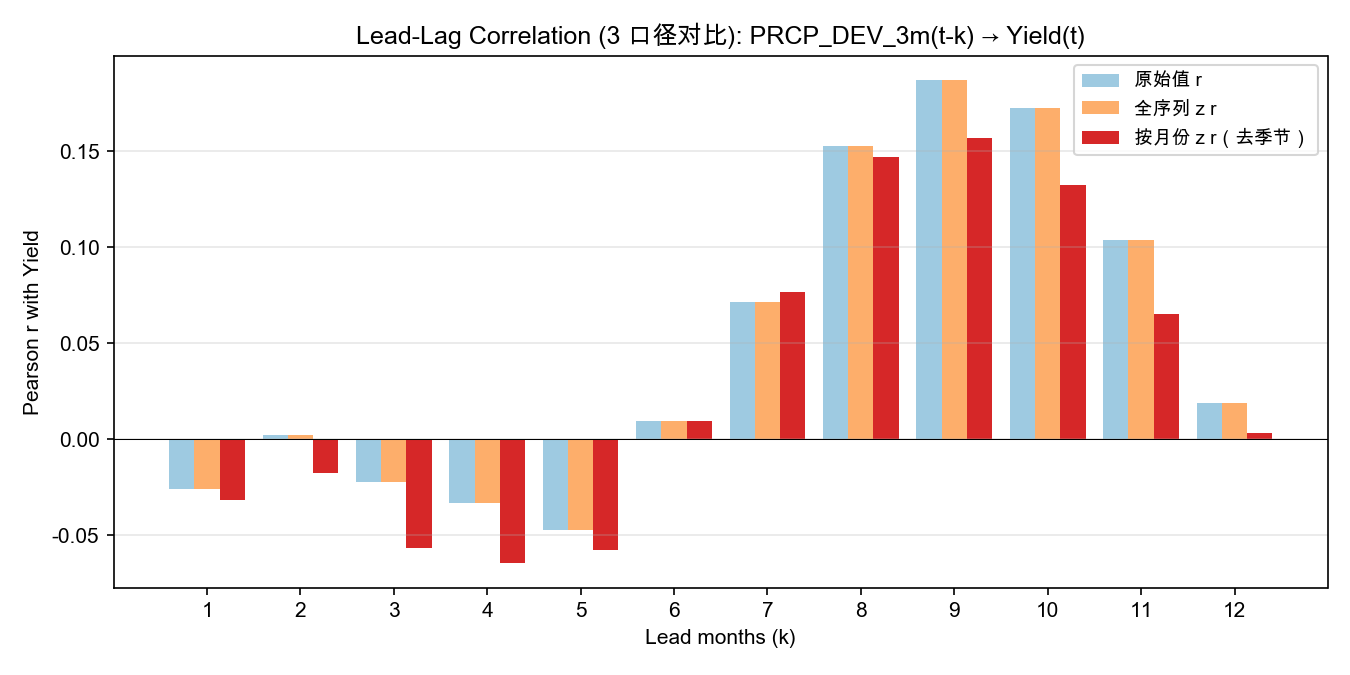 Lead-Lag Correlation (3 口径对比): PRCP_DEV_3m(t-k) → Yield(t)
原始值 r
全序列 z r
按月份 z r ( 去季节 )
Pearson r with Yield
0.15
0.10
0.05
0.00
-0.05
1 2 3 4 5 6 7 8 9 10 11 12
Lead months (k)